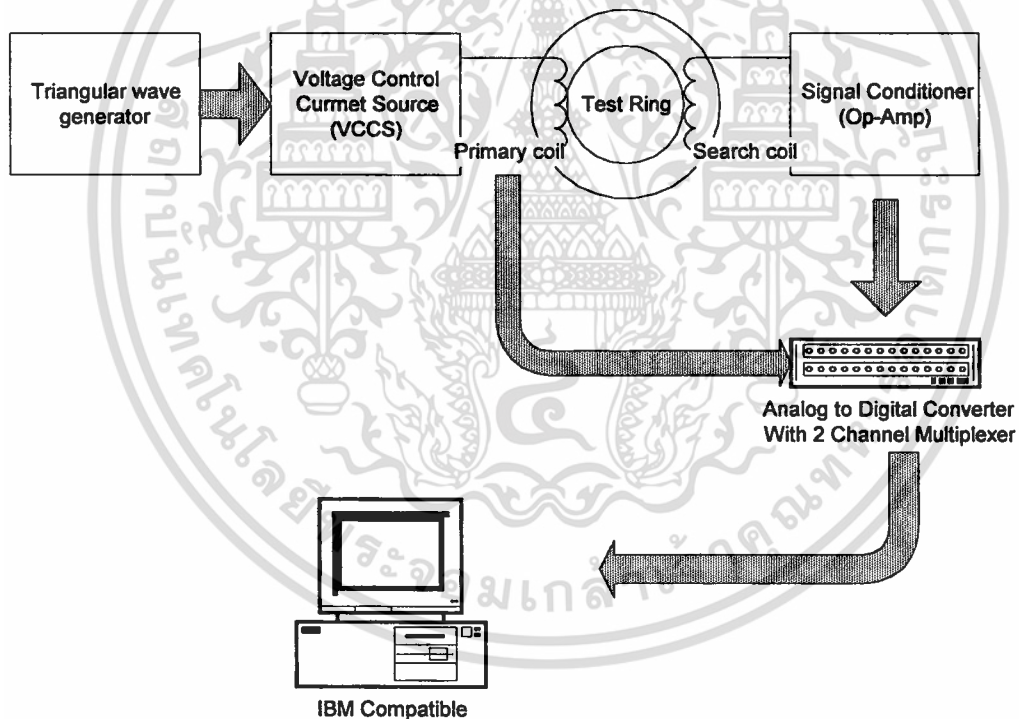 Triangular wave
generator
Voltage Control
Currnet Source
(VCCS)
Primary coil
Test Ring
Search coil
Signal Conditioner
(Op-Amp)
Analog to Digital Converter
With 2 Channel Multiplexer
IBM Compatible